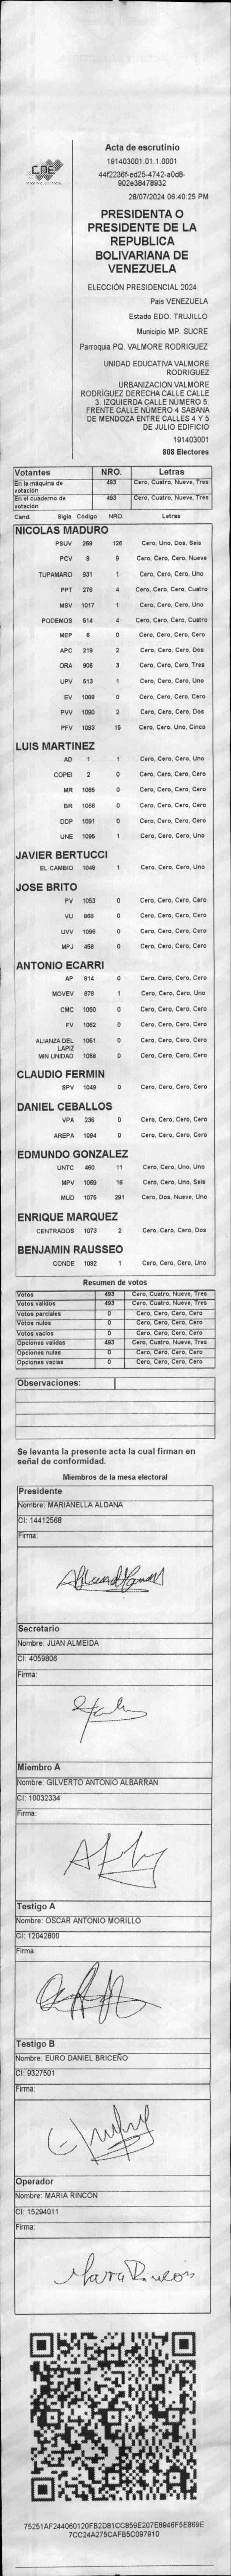 CNE
Acta de escrutinio
191403001.01.1.0001
44f2236f-ed25-4742-a0d8-
902e36478932
28/07/2024 06:40:25 PM
PRESIDENTA O
PRESIDENTE DE LA
REPUBLICA
BOLIVARIANA DE
VENEZUELA
ELECCIÓN PRESIDENCIAL 2024
País VENEZUELA
Estado EDO. TRUJILLO
Municipio MP. SUCRE
Parroquia PQ. VALMORE RODRIGUEZ
UNIDAD EDUCATIVA VALMORE
RODRIGUEZ
URBANIZACION VALMORE
RODRIGUEZ DERECHA CALLE CALLE
3. IZQUIERDA CALLE NÚMERO 5.
FRENTE CALLE NÚMERO 4 SABANA
DE MENDOZA ENTRE CALLES 4 Y 5
DE JULIO EDIFICIO
191403001
808 Electores
Votantes NRO. Letras
En la máquina de votación 493 Cero, Cuatro, Nueve, Tres
En el cuaderno de votación 493 Cero, Cuatro, Nueve, Tres
Cand. Sigla Código NRO. Letras
NICOLAS MADURO
PSUV 269 126 Cero, Uno, Dos, Seis
PCV 9 9 Cero, Cero, Cero, Nueve
TUPAMARO 931 1 Cero, Cero, Cero, Uno
PPT 276 4 Cero, Cero, Cero, Cuatro
MSV 1017 1 Cero, Cero, Cero, Uno
PODEMOS 514 4 Cero, Cero, Cero, Cuatro
MEP 6 0 Cero, Cero, Cero, Cero
APC 219 2 Cero, Cero, Cero, Dos
ORA 906 3 Cero, Cero, Cero, Tres
UPV 513 1 Cero, Cero, Cero, Uno
EV 1089 0 Cero, Cero, Cero, Cero
PVV 1090 2 Cero, Cero, Cero, Dos
PFV 1093 15 Cero, Cero, Uno, Cinco
LUIS MARTINEZ
AD 1 1 Cero, Cero, Cero, Uno
COPEI 2 0 Cero, Cero, Cero, Cero
MR 1065 0 Cero, Cero, Cero, Cero
BR 1066 0 Cero, Cero, Cero, Cero
DDP 1091 0 Cero, Cero, Cero, Cero
UNE 1095 1 Cero, Cero, Cero, Uno
JAVIER BERTUCCI
EL CAMBIO 1048 1 Cero, Cero, Cero, Uno
JOSE BRITO
PV 1053 0 Cero, Cero, Cero, Cero
VU 868 0 Cero, Cero, Cero, Cero
UVV 1096 0 Cero, Cero, Cero, Cero
MPJ 458 0 Cero, Cero, Cero, Cero
ANTONIO ECARRI
AP 814 0 Cero, Cero, Cero, Cero
MOVEV 879 1 Cero, Cero, Cero, Uno
CMC 1050 0 Cero, Cero, Cero, Cero
FV 1062 0 Cero, Cero, Cero, Cero
ALIANZA DEL LAPIZ 1051 0 Cero, Cero, Cero, Cero
MIN UNIDAD 1068 0 Cero, Cero, Cero, Cero
CLAUDIO FERMIN
SPV 1049 0 Cero, Cero, Cero, Cero
DANIEL CEBALLOS
VPA 236 0 Cero, Cero, Cero, Cero
AREPA 1094 0 Cero, Cero, Cero, Cero
EDMUNDO GONZALEZ
UNTC 460 11 Cero, Cero, Uno, Uno
MPV 1069 16 Cero, Cero, Uno, Seis
MUD 1075 291 Cero, Dos, Nueve, Uno
ENRIQUE MARQUEZ
CENTRADOS 1073 2 Cero, Cero, Cero, Dos
BENJAMIN RAUSSEO
CONDE 1092 1 Cero, Cero, Cero, Uno
Resumen de votos
Votos 493 Cero, Cuatro, Nueve, Tres
Votos válidos 493 Cero, Cuatro, Nueve, Tres
Votos parciales 0 Cero, Cero, Cero, Cero
Votos nulos 0 Cero, Cero, Cero, Cero
Votos vacíos 0 Cero, Cero, Cero, Cero
Opciones válidas 493 Cero, Cuatro, Nueve, Tres
Opciones nulas 0 Cero, Cero, Cero, Cero
Opciones vacías 0 Cero, Cero, Cero, Cero
Observaciones:
Se levanta la presente acta la cual firman en
señal de conformidad.
Miembros de la mesa electoral
Presidente
Nombre: MARIANELLA ALDANA
CI: 14412568
Firma:
Secretario
Nombre: JUAN ALMEIDA
CI: 4059806
Firma:
Miembro A
Nombre: GILVERTO ANTONIO ALBARRAN
CI: 10032334
Firma:
Testigo A
Nombre: OSCAR ANTONIO MORILLO
CI: 12042800
Firma:
Testigo B
Nombre: EURO DANIEL BRICEÑO
CI: 9327501
Firma:
Operador
Nombre: MARIA RINCON
CI: 15294011
Firma:
75251AF244060120FB2D81CC859E207E8946F5E869E
7CC24A275CAFB5C097910